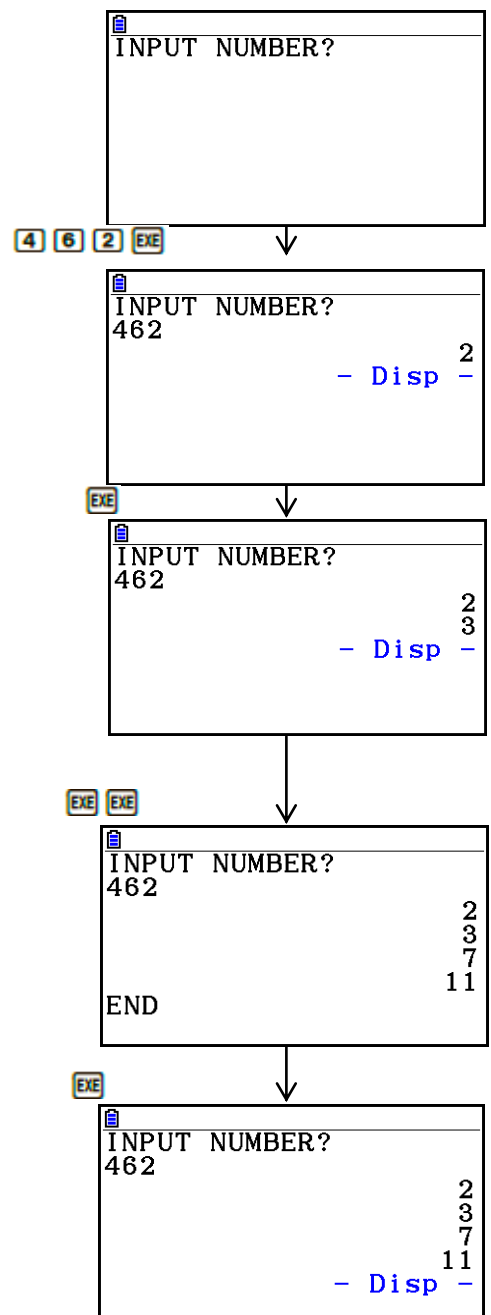 INPUT NUMBER?
4 6 2 EXE
INPUT NUMBER?
462
2
- Disp -
EXE
INPUT NUMBER?
462
2
3
- Disp -
EXE EXE
INPUT NUMBER?
462
2
3
7
11
END
EXE
INPUT NUMBER?
462
2
3
7
11
- Disp -